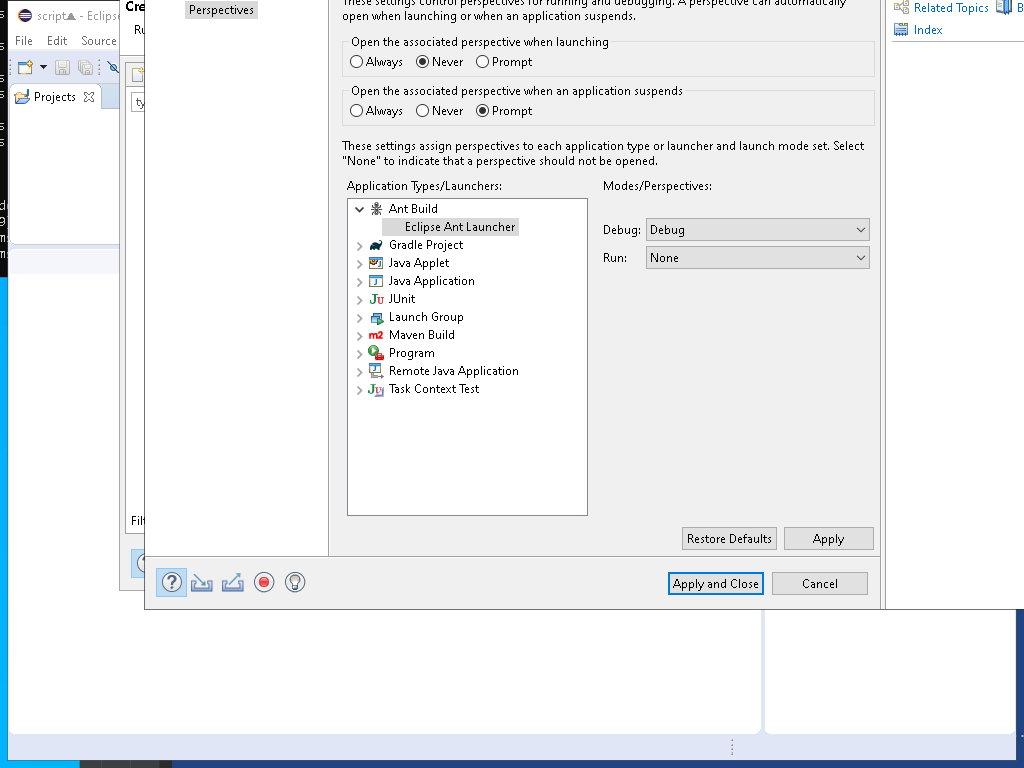 script▲ - Eclips
File Edit Source
Projects
Cre
Ru
ty
Filt
Perspectives
These settings control perspectives for running and debugging. A perspective can automatically
open when launching or when an application suspends.
Open the associated perspective when launching
Always Never Prompt
Open the associated perspective when an application suspends
Always Never Prompt
These settings assign perspectives to each application type or launcher and launch mode set. Select
"None" to indicate that a perspective should not be opened.
Application Types/Launchers:
Modes/Perspectives:
Ant Build
Eclipse Ant Launcher
Gradle Project
Java Applet
Java Application
JUnit
Launch Group
Maven Build
Program
Remote Java Application
Task Context Test
Debug: Debug
Run: None
Restore Defaults Apply
Apply and Close Cancel
Related Topics B
Index